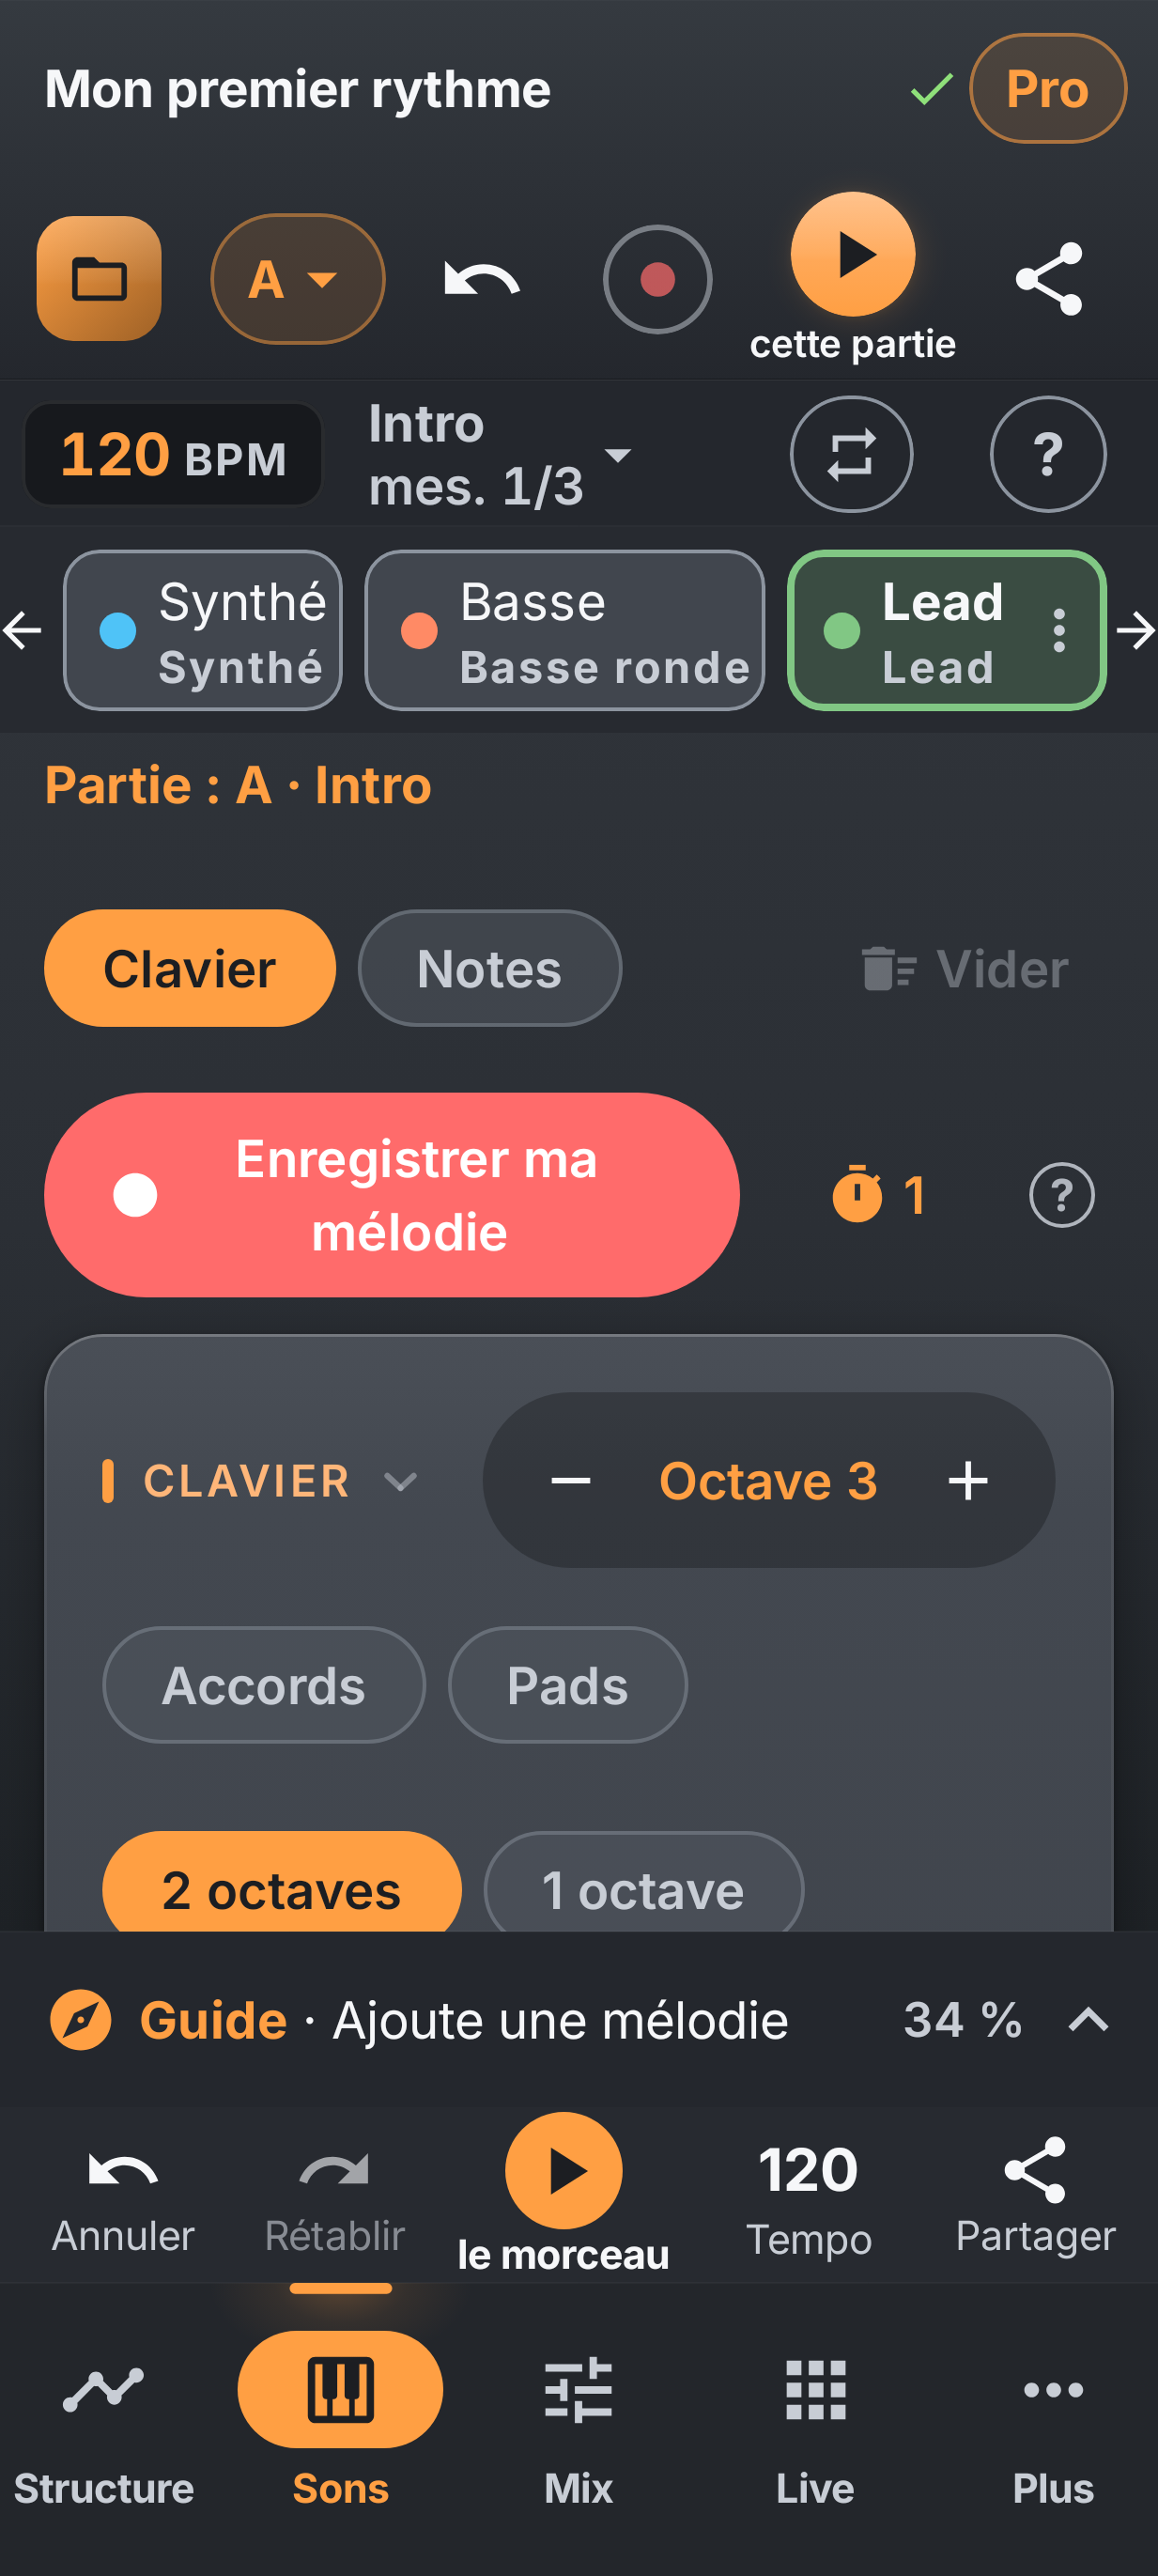 Mon premier rythme
Pro
A
cette partie
120 BPM
Intro
mes. 1/3
?
Synthé
Synthé
Basse
Basse ronde
Lead
Lead
Partie : A · Intro
Clavier
Notes
Vider
Enregistrer ma
mélodie
1
?
CLAVIER
Octave 3
Accords
Pads
2 octaves
1 octave
Guide · Ajoute une mélodie
34 %
Annuler
Rétablir
le morceau
120
Tempo
Partager
Structure
Sons
Mix
Live
Plus